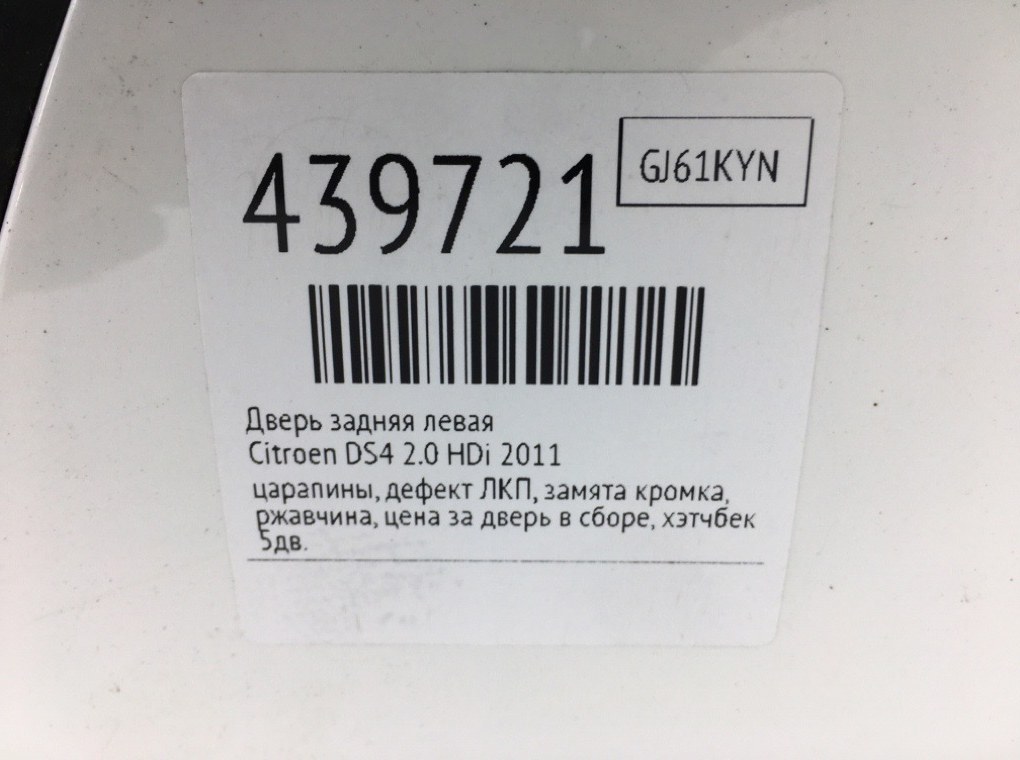 439721
GJ61KYN
Дверь задняя левая
Citroen DS4 2.0 HDi 2011
царапины, дефект ЛКП, замята кромка,
ржавчина, цена за дверь в сборе, хэтчбек
5дв.